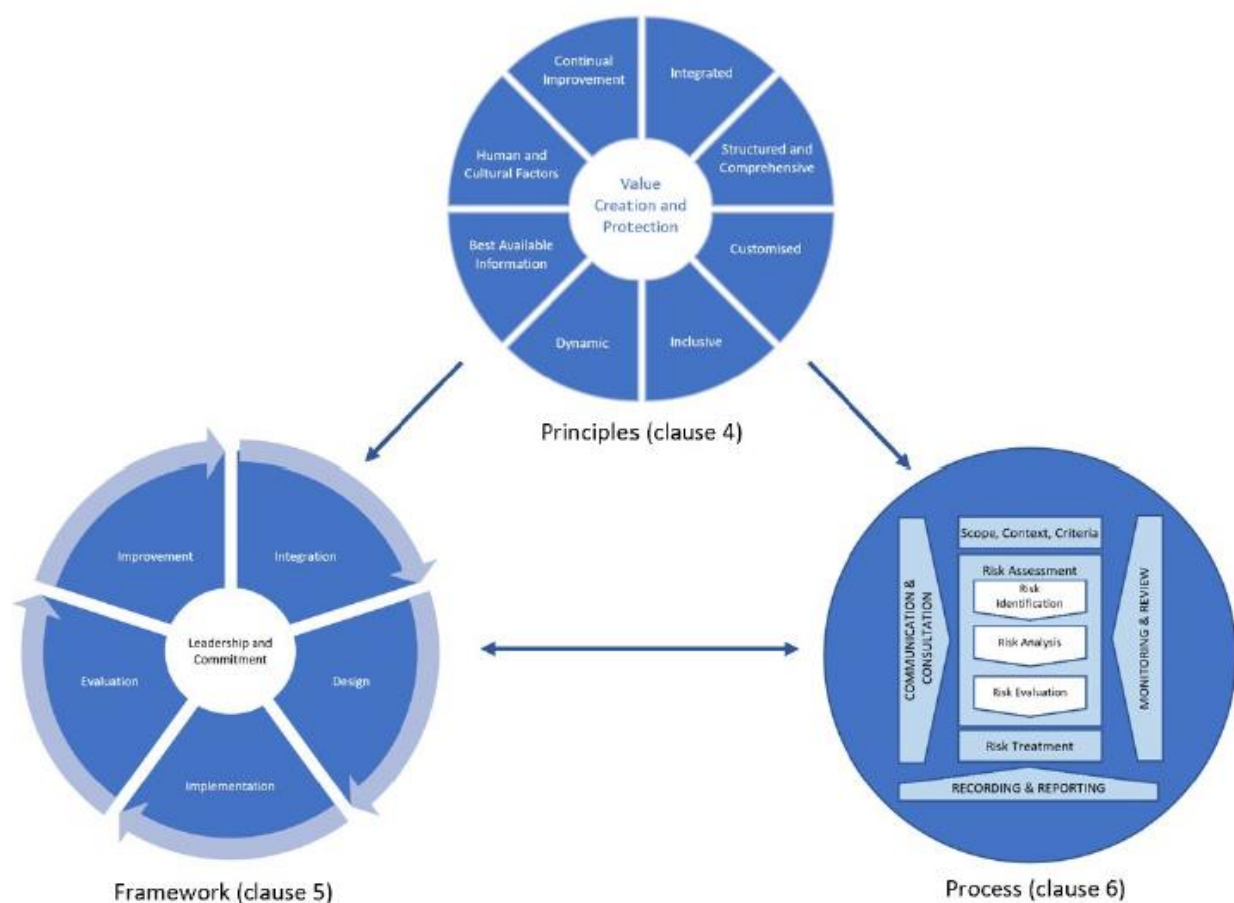 Continual
Improvement
Integrated
Human and
Cultural Factors
Structured and
Comprehensive
Value
Creation and
Protection
Best Available
Information
Customised
Dynamic
Inclusive
Principles (clause 4)
Improvement
Integration
Leadership and
Commitment
Evaluation
Design
Implementation
Framework (clause 5)
Scope, Context, Criteria
Risk Assessment
Risk
Identification
Risk Analysis
Risk Evaluation
Risk Treatment
COMMUNICATION &
CONSULTATION
MONITORING & REVIEW
RECORDING & REPORTING
Process (clause 6)